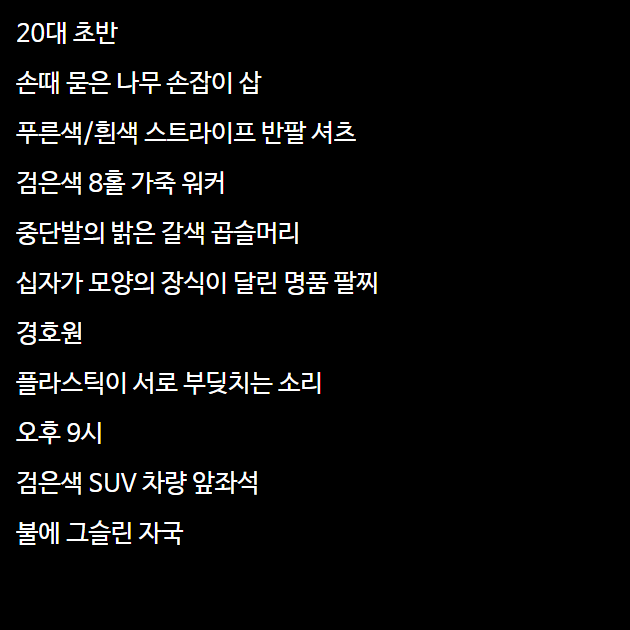 20대 초반
손때 묻은 나무 손잡이 삽
푸른색/흰색 스트라이프 반팔 셔츠
검은색 8홀 가죽 워커
중단발의 밝은 갈색 곱슬머리
십자가 모양의 장식이 달린 명품 팔찌
경호원
플라스틱이 서로 부딪치는 소리
오후 9시
검은색 SUV 차량 앞좌석
불에 그슬린 자국